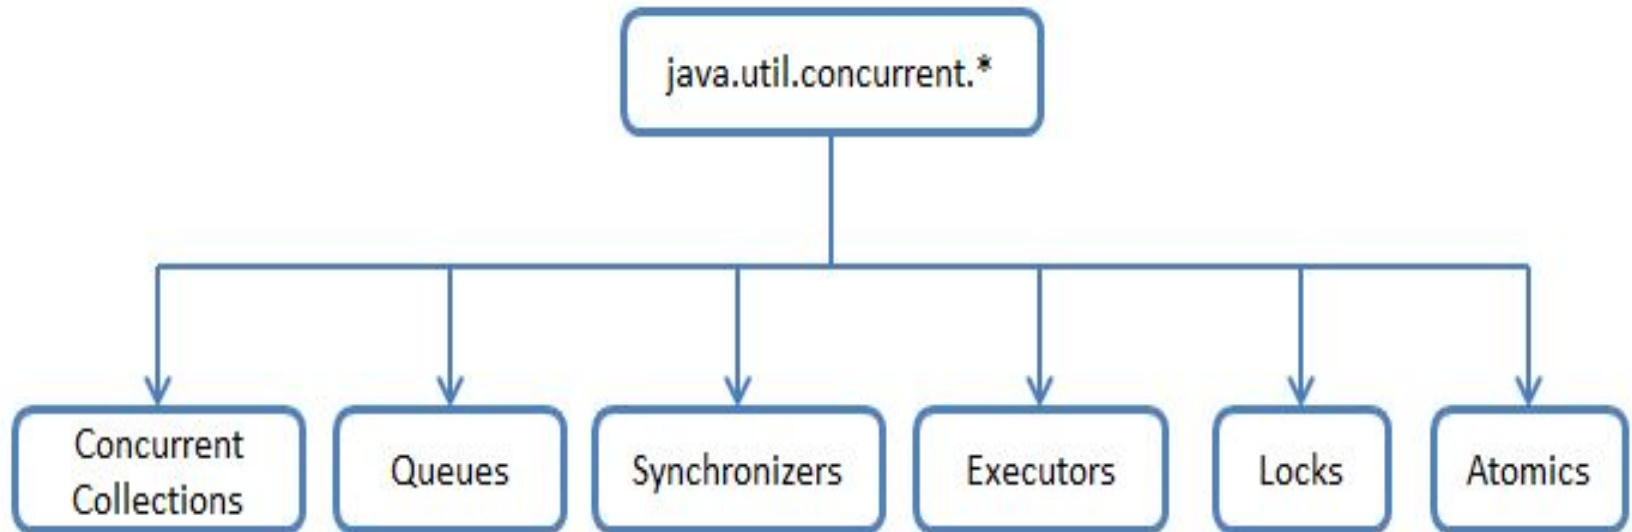 java.util.concurrent.*
Concurrent
Collections
Queues
Synchronizers
Executors
Locks
Atomics